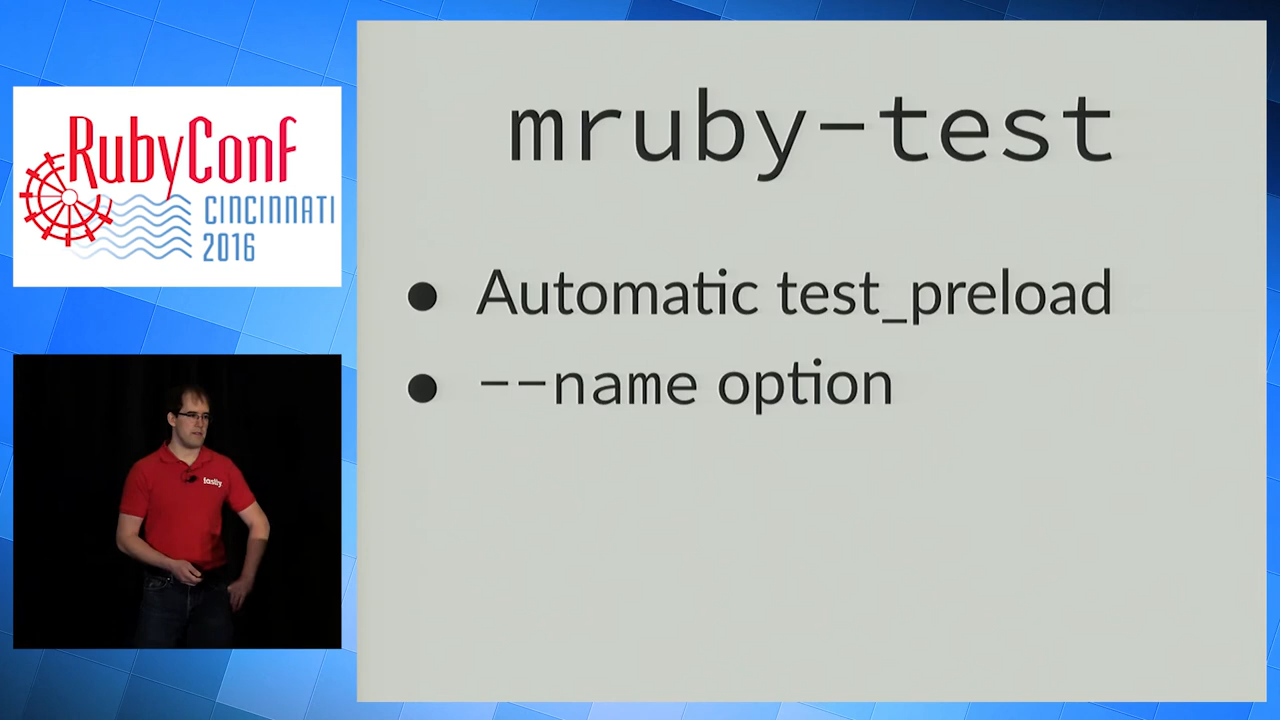 RubyConf
CINCINNATI
2016
fastly
mruby-test
● Automatic test_preload
● --name option